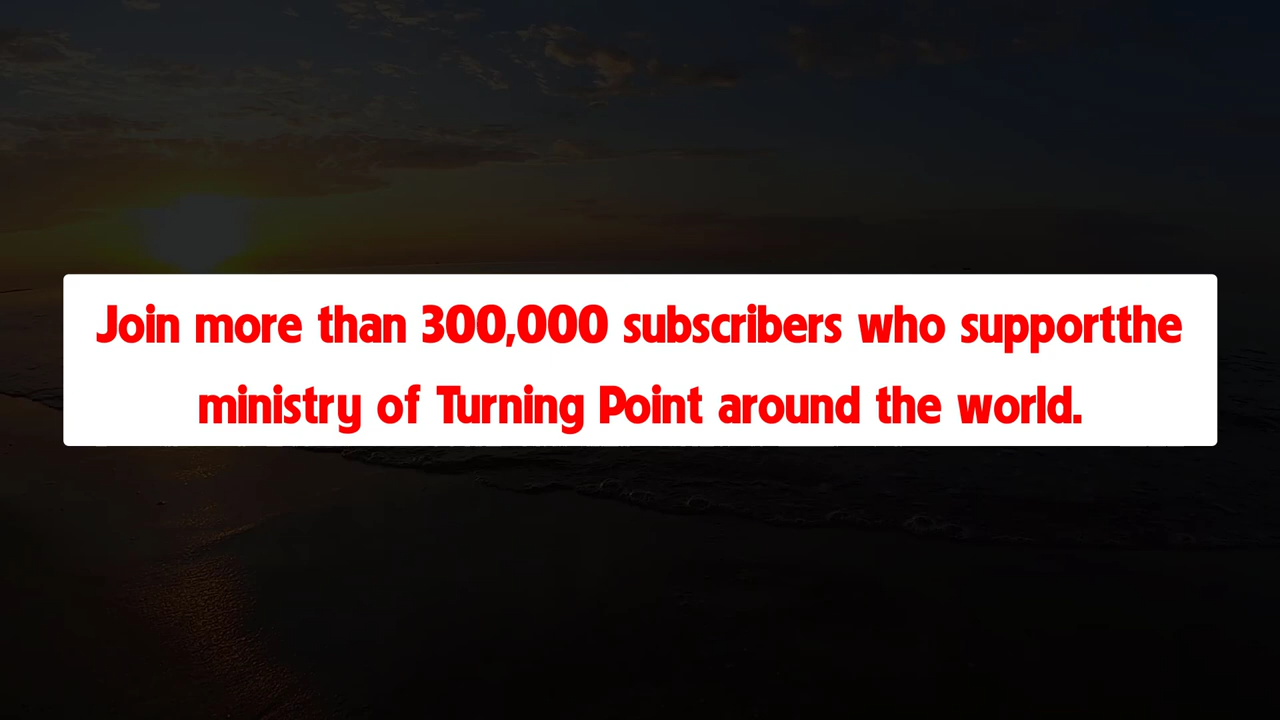 Join more than 300,000 subscribers who supportthe
ministry of Turning Point around the world.